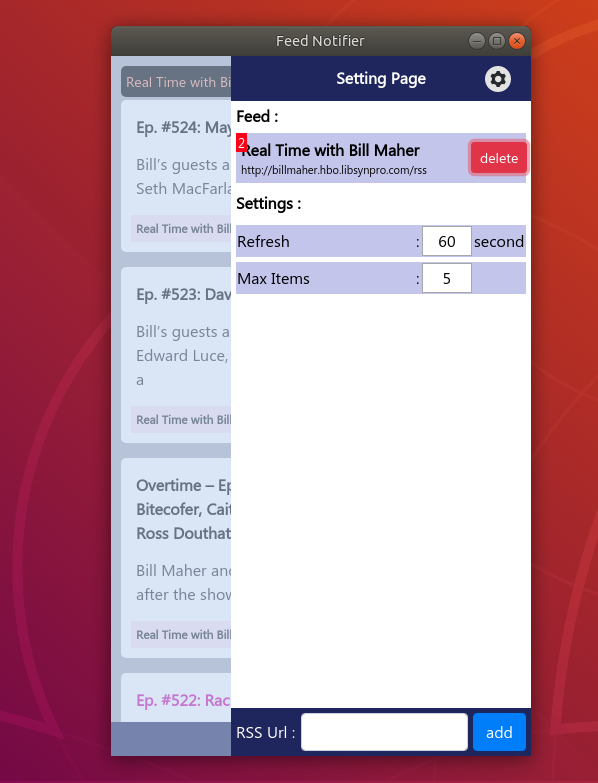 Feed Notifier
Setting Page
Real Time with Bi
Ep. #524: May
Bill's guests a
Seth MacFarla
Real Time with Bill
Ep. #523: Dav
Bill's guests a
Edward Luce,
a
Real Time with Bill
Overtime – Ep
Bitecofer, Cait
Ross Douthat
Bill Maher and
after the show
Real Time with Bill
Ep. #522: Rac
Feed :
2
Real Time with Bill Maher
http://billmaher.hbo.libsynpro.com/rss
delete
Settings :
Refresh : 60 second
Max Items : 5
RSS Url : add